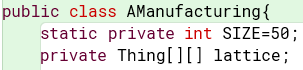 public class AManufacturing{
static private int SIZE=50;
private Thing[][] lattice;